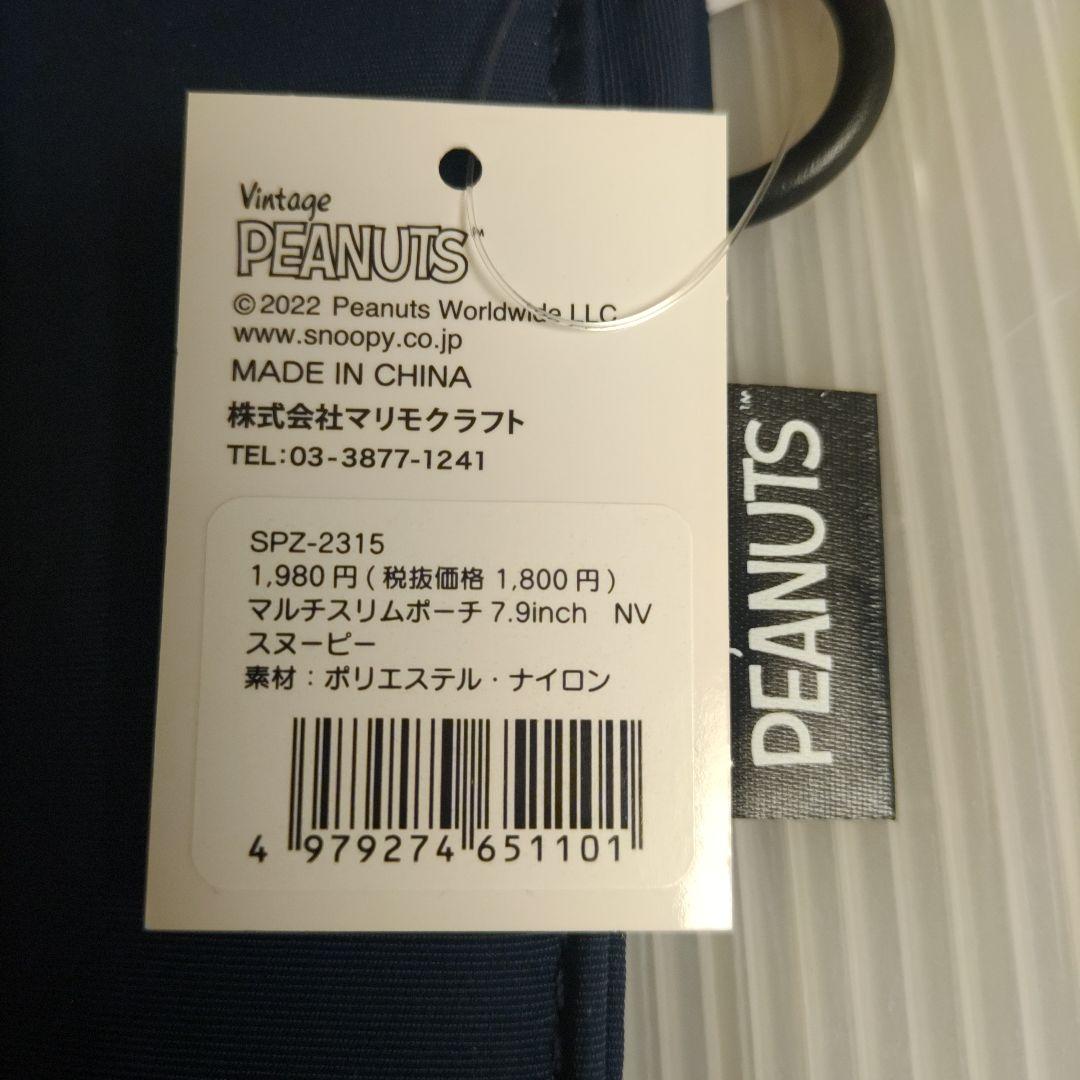 Vintage
PEANUTS™
©2022 Peanuts Worldwide LLC
www.snoopy.co.jp
MADE IN CHINA
株式会社マリモクラフト
TEL:03-3877-1241
SPZ-2315
1,980円(税抜価格 1,800円)
マルチスリムポーチ 7.9inch NV
スヌーピー
素材：ポリエステル・ナイロン
4 979274 651101
PEANUTS™